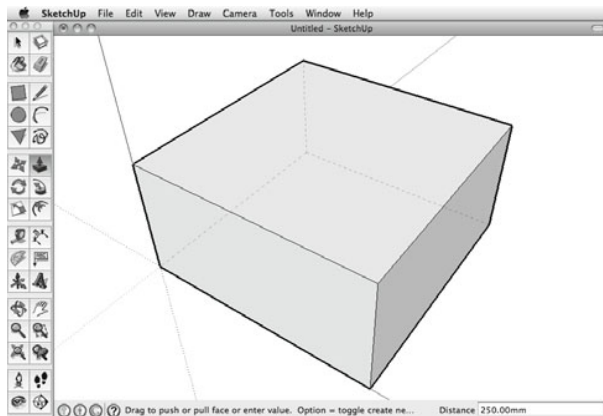 SketchUp File Edit View Draw Camera Tools Window Help
Untitled - SketchUp
Drag to push or pull face or enter value. Option = toggle create ne... Distance 250.00mm